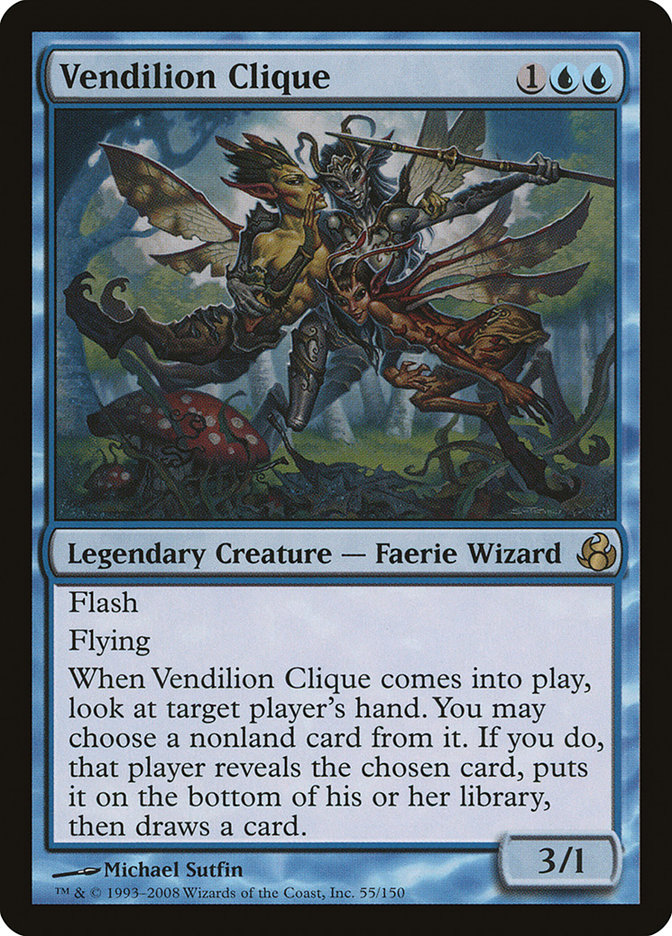 Vendilion Clique
1
Legendary Creature — Faerie Wizard
Flash
Flying
When Vendilion Clique comes into play,
look at target player's hand. You may
choose a nonland card from it. If you do,
that player reveals the chosen card, puts
it on the bottom of his or her library,
then draws a card.
3/1
Michael Sutfin
™ & © 1993–2008 Wizards of the Coast, Inc. 55/150